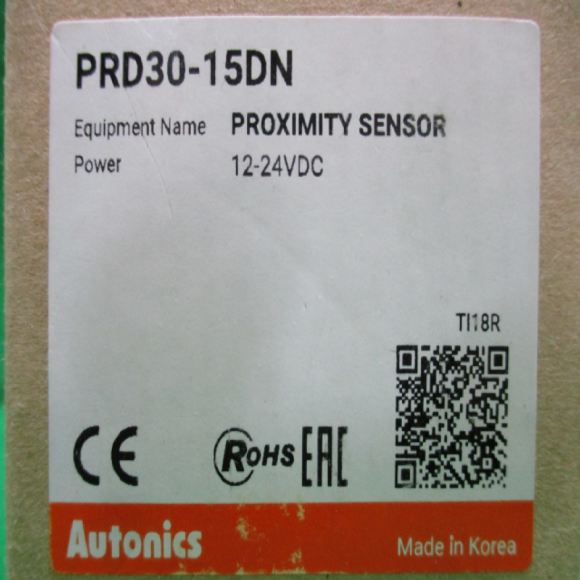 PRD30-15DN
Equipment Name PROXIMITY SENSOR
Power 12-24VDC
TI18R
CE RoHS EAC
Autonics Made in Korea